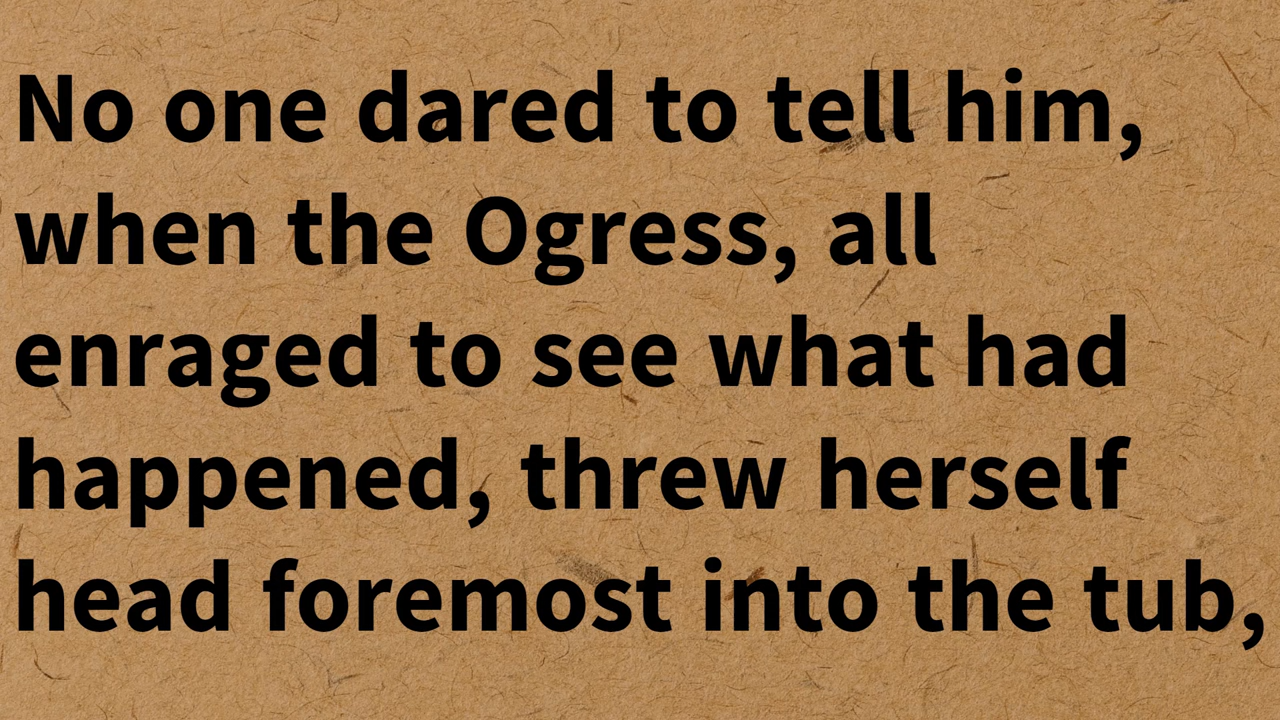 No one dared to tell him,
when the Ogress, all
enraged to see what had
happened, threw herself
head foremost into the tub,